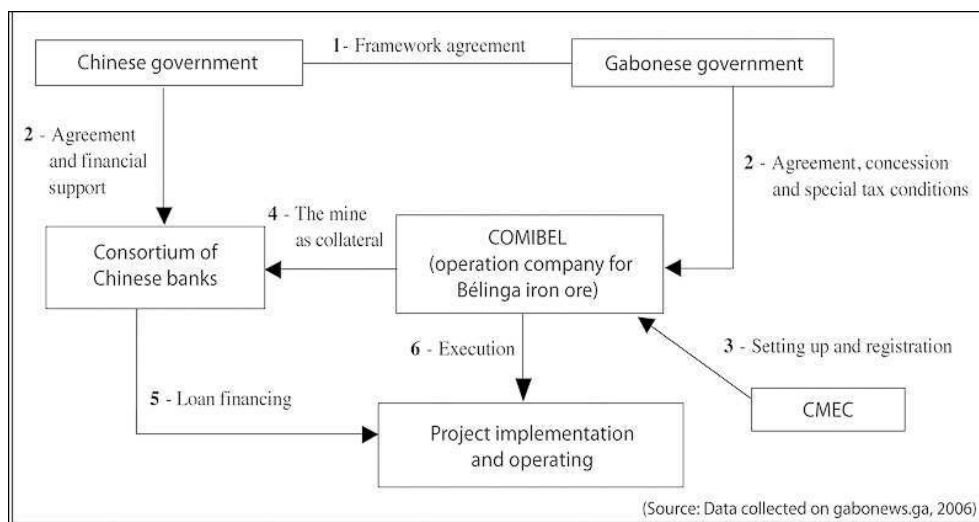 1 - Framework agreement
Chinese government
Gabonese government
2 - Agreement
and financial
support
2 - Agreement, concession
and special tax conditions
4 - The mine
as collateral
Consortium of
Chinese banks
COMIBEL
(operation company for
Bélinga iron ore)
6 - Execution
3 - Setting up and registration
5 - Loan financing
CMEC
Project implementation
and operating
(Source: Data collected on gabonews.ga, 2006)